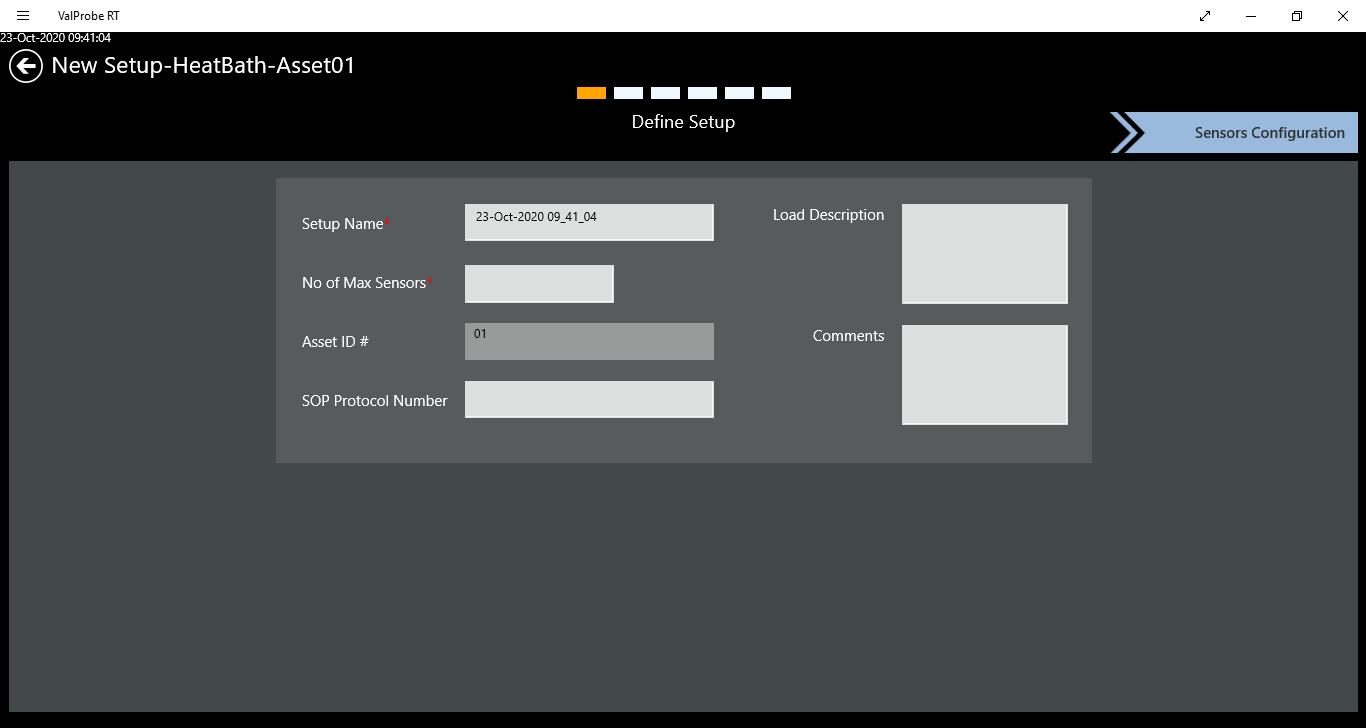 ValProbe RT
23-Oct-2020 09:41:04
New Setup-HeatBath-Asset01
Define Setup
Sensors Configuration
Setup Name*
23-Oct-2020 09_41_04
No of Max Sensors*
Asset ID #
01
SOP Protocol Number
Load Description
Comments